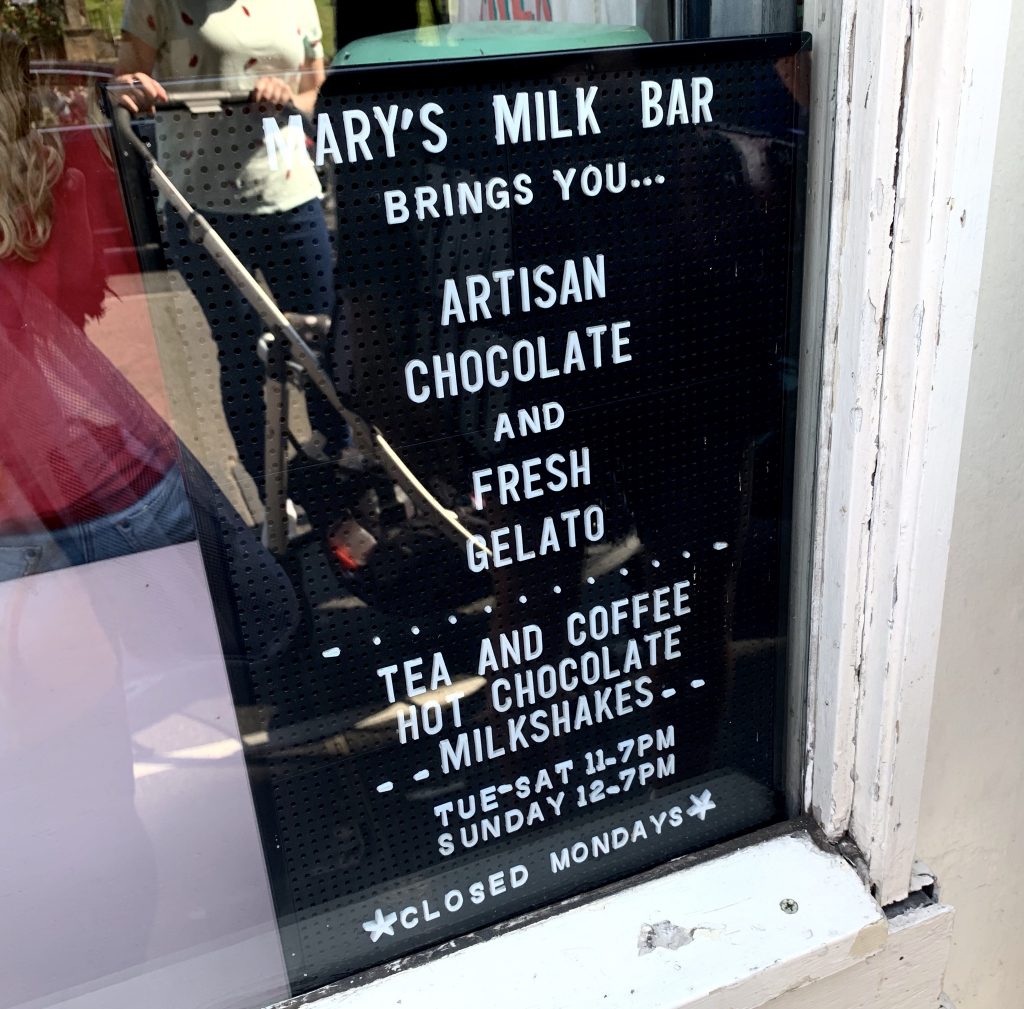 MARY'S MILK BAR
BRINGS YOU...
ARTISAN
CHOCOLATE
AND
FRESH
GELATO
TEA AND COFFEE
HOT CHOCOLATE
--MILKSHAKES--
TUE-SAT 11-7PM
SUNDAY 12-7PM
*CLOSED MONDAYS*